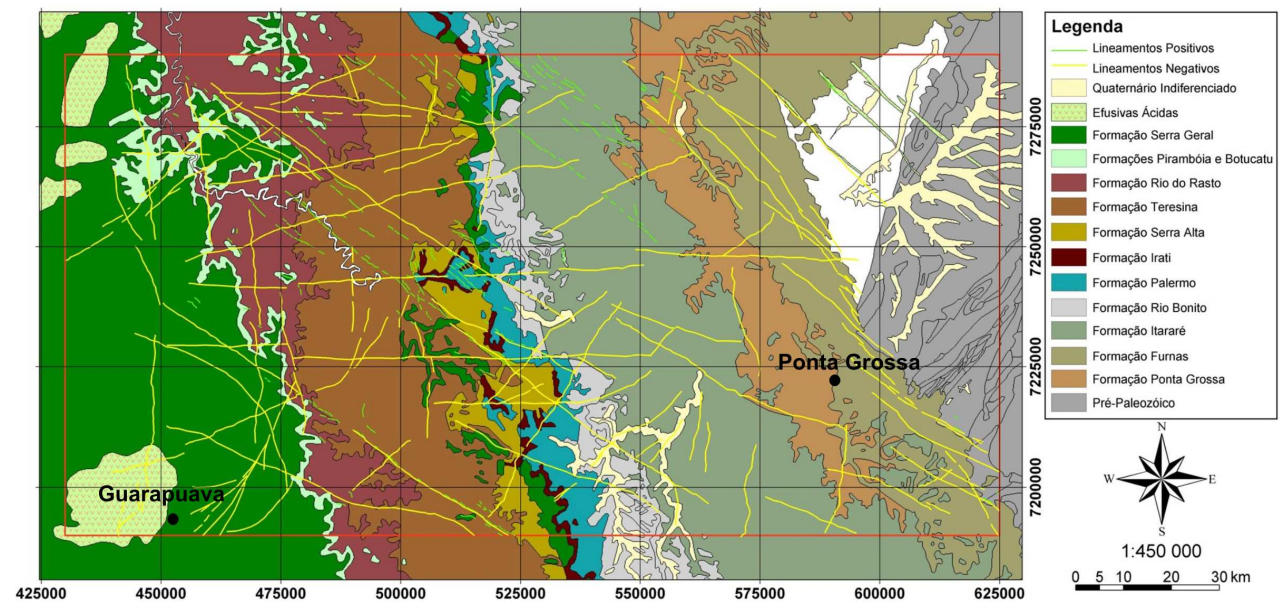 Ponta Grossa
Guarapuava
425000
450000
475000
500000
525000
550000
575000
600000
625000
7275000
7250000
7225000
7200000
Legenda
Lineamentos Positivos
Lineamentos Negativos
Quaternário Indiferenciado
Efusivas Ácidas
Formação Serra Geral
Formações Pirambóia e Botucatu
Formação Rio do Rasto
Formação Teresina
Formação Serra Alta
Formação Irati
Formação Palermo
Formação Rio Bonito
Formação Itararé
Formação Furnas
Formação Ponta Grossa
Pré-Paleozóico
N
W
E
S
1:450 000
0 5 10 20 30 km